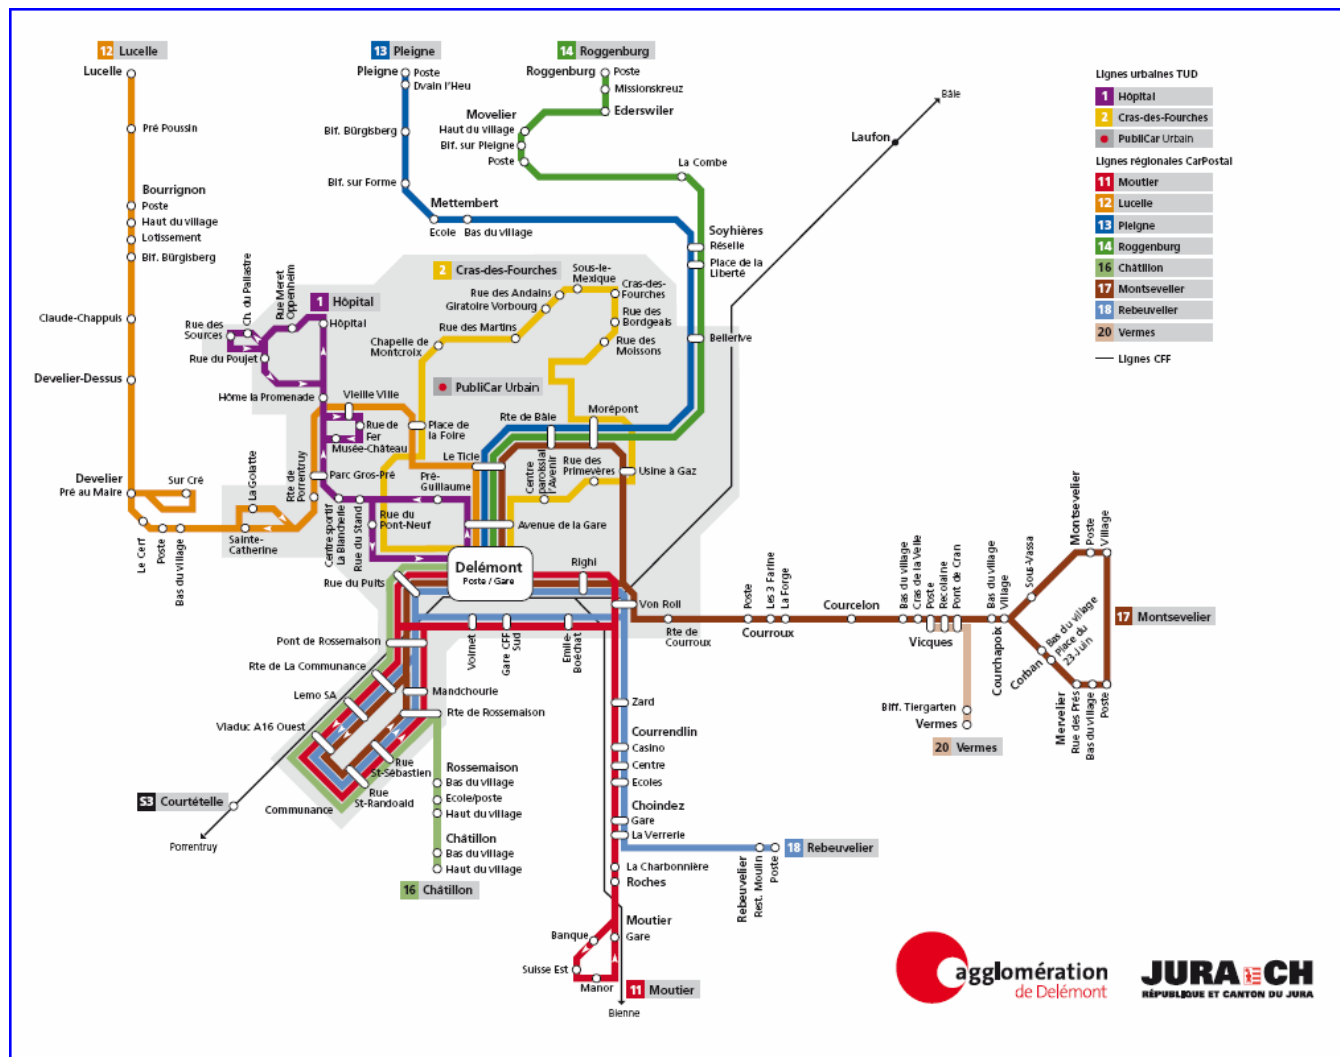 12 Lucelle
Lucelle
Pré Poussin
Bourrignon
Poste
Haut du village
Lotissement
Bif. Bürgisberg
Claude-Chappuis
Develier-Dessus
Develier
Pré au Maire
Sur Cré
Le Cerf
Poste
Bas du village
La Golatte
Sainte-
Catherine
Rte de
Porrentruy
13 Pleigne
Pleigne
Poste
Dvain l'Heu
Bif. Bürgisberg
Bif. sur Forme
Mettembert
Ecole
Bas du village
14 Roggenburg
Roggenburg
Poste
Missionskreuz
Ederswiler
Movelier
Haut du village
Bif. sur Pleigne
Poste
La Combe
Soyhières
Réselle
Place de la
Liberté
Bellerive
Laufon
Bâle
Lignes urbaines TUD
1 Hôpital
2 Cras-des-Fourches
PubliCar Urbain
Lignes régionales CarPostal
11 Moutier
12 Lucelle
13 Pleigne
14 Roggenburg
16 Châtillon
17 Montsevelier
18 Rebeuvelier
20 Vermes
Lignes CFF
1 Hôpital
Rue des
Sources
Ch. du Palastre
Rue Meret
Oppenheim
Hôpital
Rue du Poujet
Hôme la Promenade
Vieille Ville
Rue de
Fer
Musée-Château
Parc Gros-Pré
Centre sportif
La Blancherie
Rue du Stand
Rue du
Pont-Neuf
Pré-
Guillaume
2 Cras-des-Fourches
Sous-le-
Mexique
Cras-des-
Fourches
Rue des Andains
Giratoire Vorbourg
Rue des
Bordgeais
Rue des Martins
Chapelle de
Montcroix
Rue des
Moissons
PubliCar Urbain
Place de
la Foire
Le Ticle
Rte de Bâle
Morépont
Centre
paroissial
l'Avenir
Rue des
Primevères
Usine à Gaz
Avenue de la Gare
Delémont
Poste / Gare
Righi
Rue du Puits
Von Roll
Voirnet
Gare CFF
Sud
Emile-
Boéchat
Pont de Rossemaison
Rte de La Communance
Lemo SA
Viaduc A16 Ouest
Communance
Mandchourie
Rte de Rossemaison
Rue
St-Sébastien
Rue
St-Randoald
Rossemaison
Bas du village
Ecole/poste
Haut du village
Châtillon
Bas du village
Haut du village
16 Châtillon
S3 Courtételle
Porrentruy
Rte de
Courroux
Poste
Les 3 Farine
La Forge
Courroux
Courcelon
Bas du village
Cras de la Velle
Poste
Recolaine
Pont de Cran
Vicques
Bas du village
Village
Courchapoix
Sous-Vassa
Montsevelier
Poste
Village
17 Montsevelier
Corban
Bas du village
Place du
23-Juin
Mervelier
Rue des Prés
Bas du village
Poste
Biff. Tiergarten
Vermes
20 Vermes
Zard
Courrendlin
Casino
Centre
Ecoles
Choindez
Gare
La Verrerie
Rebeuvelier
Rest. Moulin
Poste
18 Rebeuvelier
La Charbonnière
Roches
Moutier
Gare
Banque
Suisse Est
Manor
11 Moutier
Bienne
agglomération
de Delémont
JURA CH
RÉPUBLIQUE ET CANTON DU JURA